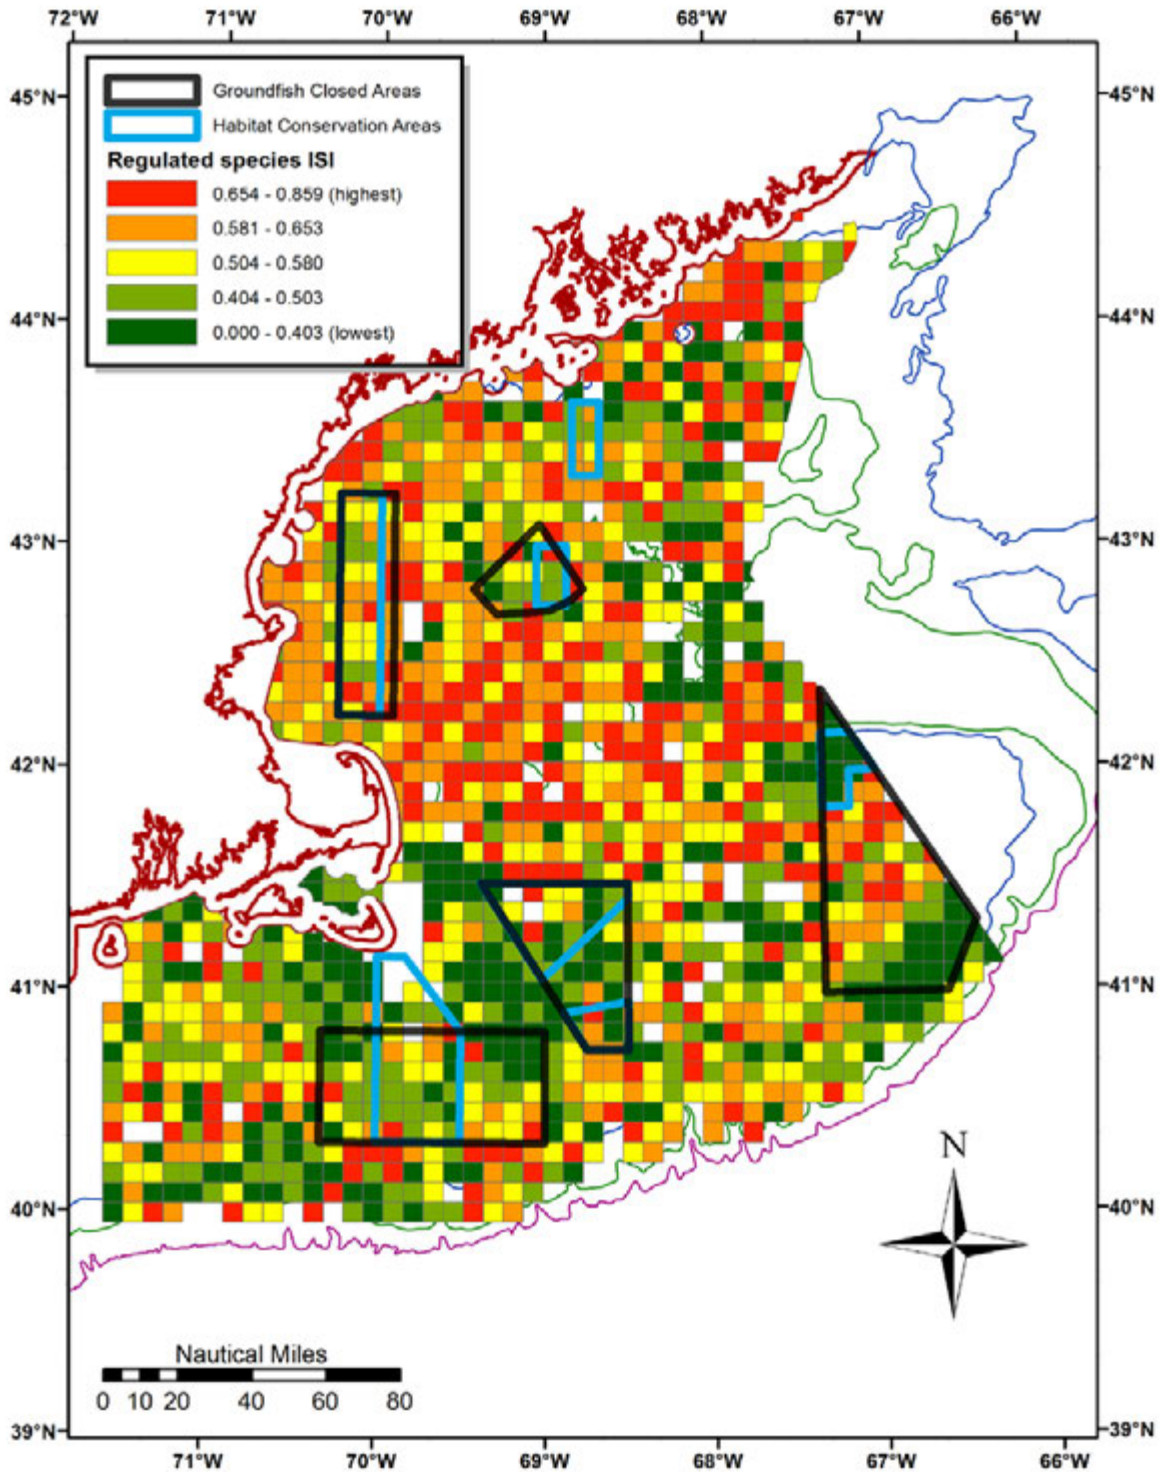 72°W 71°W 70°W 69°W 68°W 67°W 66°W
Groundfish Closed Areas
Habitat Conservation Areas
Regulated species ISI
0.654 - 0.859 (highest)
0.581 - 0.653
0.504 - 0.580
0.404 - 0.503
0.000 - 0.403 (lowest)
45°N 45°N
44°N 44°N
43°N 43°N
42°N 42°N
41°N 41°N
N
40°N 40°N
Nautical Miles
0 10 20 40 60 80
39°N 39°N
71°W 70°W 69°W 68°W 67°W 66°W